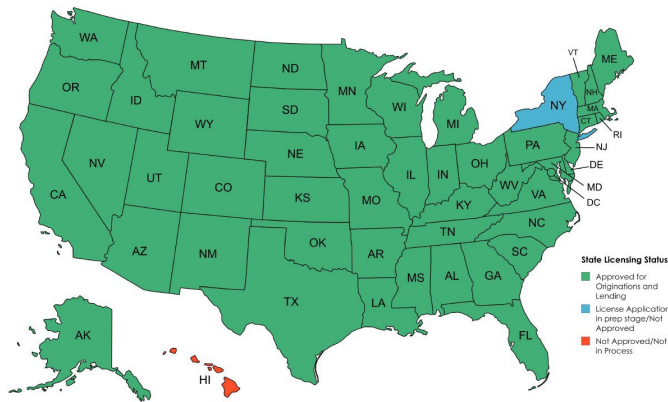 WA
OR
CA
NV
ID
MT
WY
UT
AZ
CO
NM
ND
SD
NE
KS
OK
TX
MN
IA
MO
AR
LA
WI
IL
MI
IN
OH
KY
TN
MS
AL
GA
FL
SC
NC
VA
WV
PA
NY
VT
NH
ME
MA
CT
RI
NJ
DE
MD
DC
AK
HI
State Licensing Status
Approved for
Originations and
Lending
License Application
in prep stage/Not
Approved
Not Approved/Not
in Process